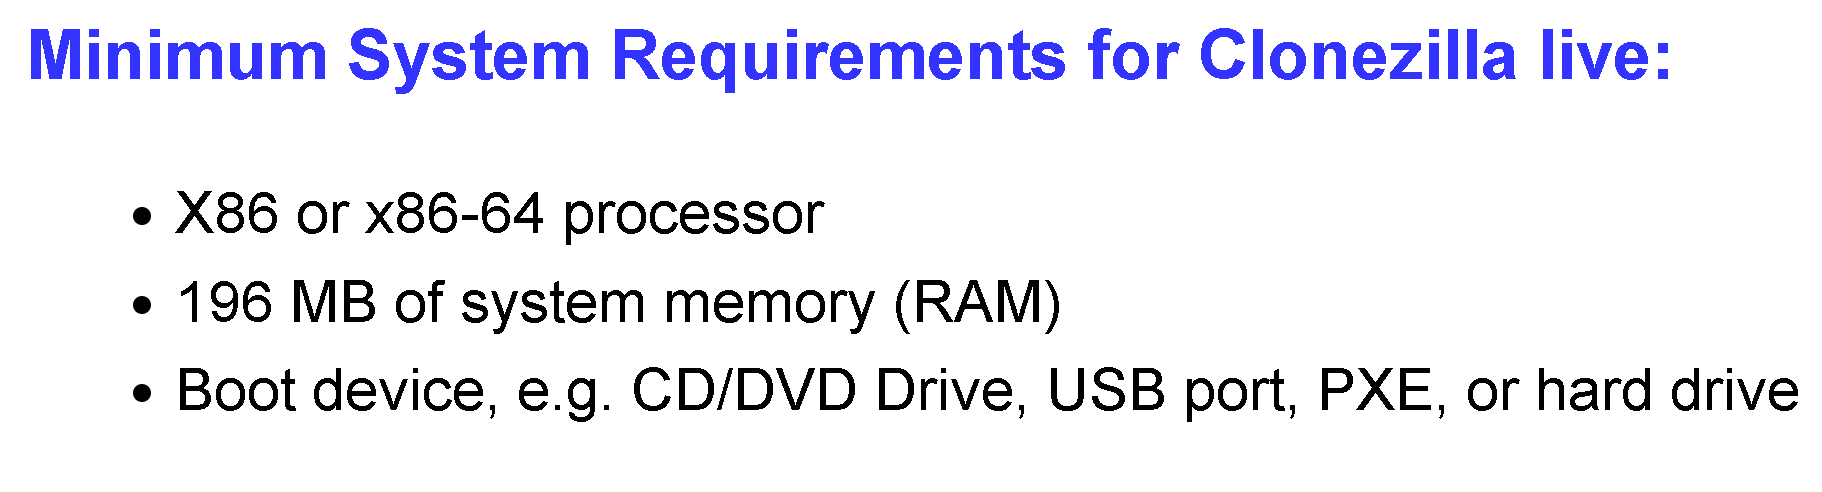 Minimum System Requirements for Clonezilla live:
• X86 or x86-64 processor
• 196 MB of system memory (RAM)
• Boot device, e.g. CD/DVD Drive, USB port, PXE, or hard drive